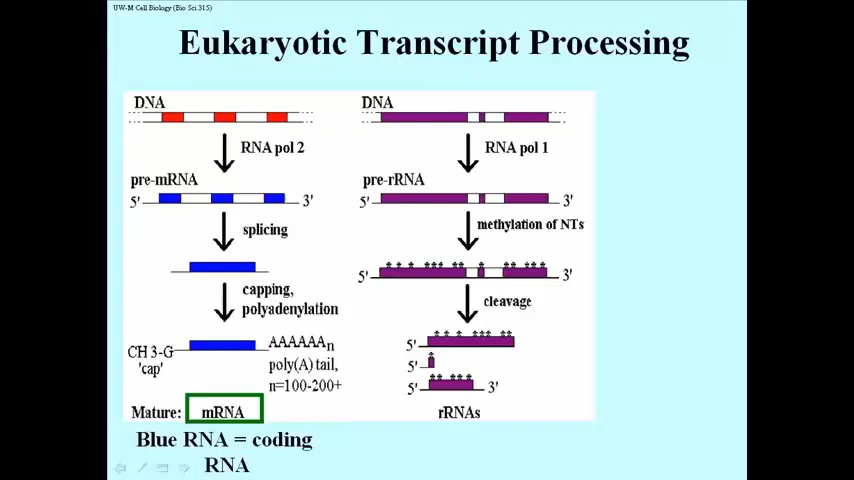 UW-M Cell Biology (Bio Sci 315)
Eukaryotic Transcript Processing
DNA
RNA pol 2
pre-mRNA
5' 3'
splicing
capping,
polyadenylation
CH 3-G
'cap'
AAAAAAn
poly(A) tail,
n=100-200+
Mature: mRNA
DNA
RNA pol 1
pre-rRNA
5' 3'
methylation of NTs
5' 3'
cleavage
5'
5'
5' 3'
rRNAs
Blue RNA = coding
RNA